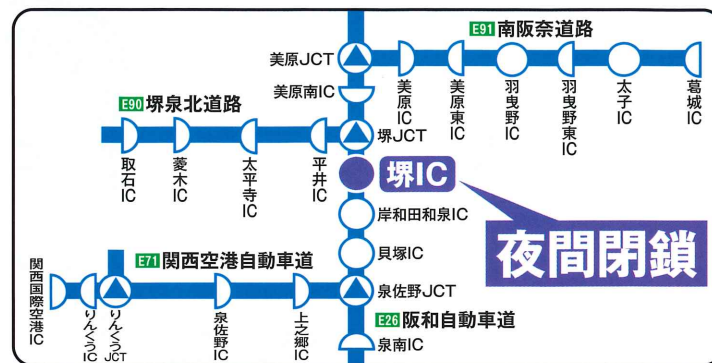 E91 南阪奈道路
美原JCT
美原IC
美原東IC
羽曳野IC
羽曳野東IC
太子IC
葛城IC
美原南IC
E90 堺泉北道路
堺JCT
取石IC
菱木IC
太平寺IC
平井IC
堺IC
夜間閉鎖
岸和田和泉IC
貝塚IC
E71 関西空港自動車道
泉佐野JCT
関西国際空港IC
りんくうIC
りんくうJCT
泉佐野IC
上之郷IC
E26 阪和自動車道
泉南IC